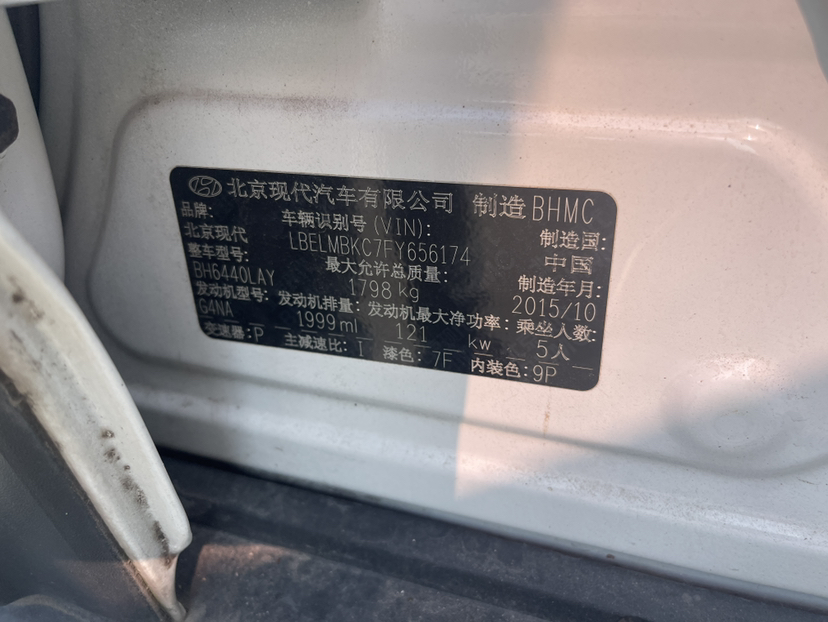 北京现代汽车有限公司 制造 BHMC
品牌: 车辆识别号 (VIN): 制造国:
北京现代 LBELMBKC7FY656174 中国
整车型号: 最大允许总质量: 制造年月:
BH6440LAY 1798 kg 2015/10
发动机型号: 发动机排量: 发动机最大净功率: 乘坐人数:
G4NA 1999 ml 121 kw 5人
变速器: P 主减速比: I 漆色: 7F 内装色: 9P